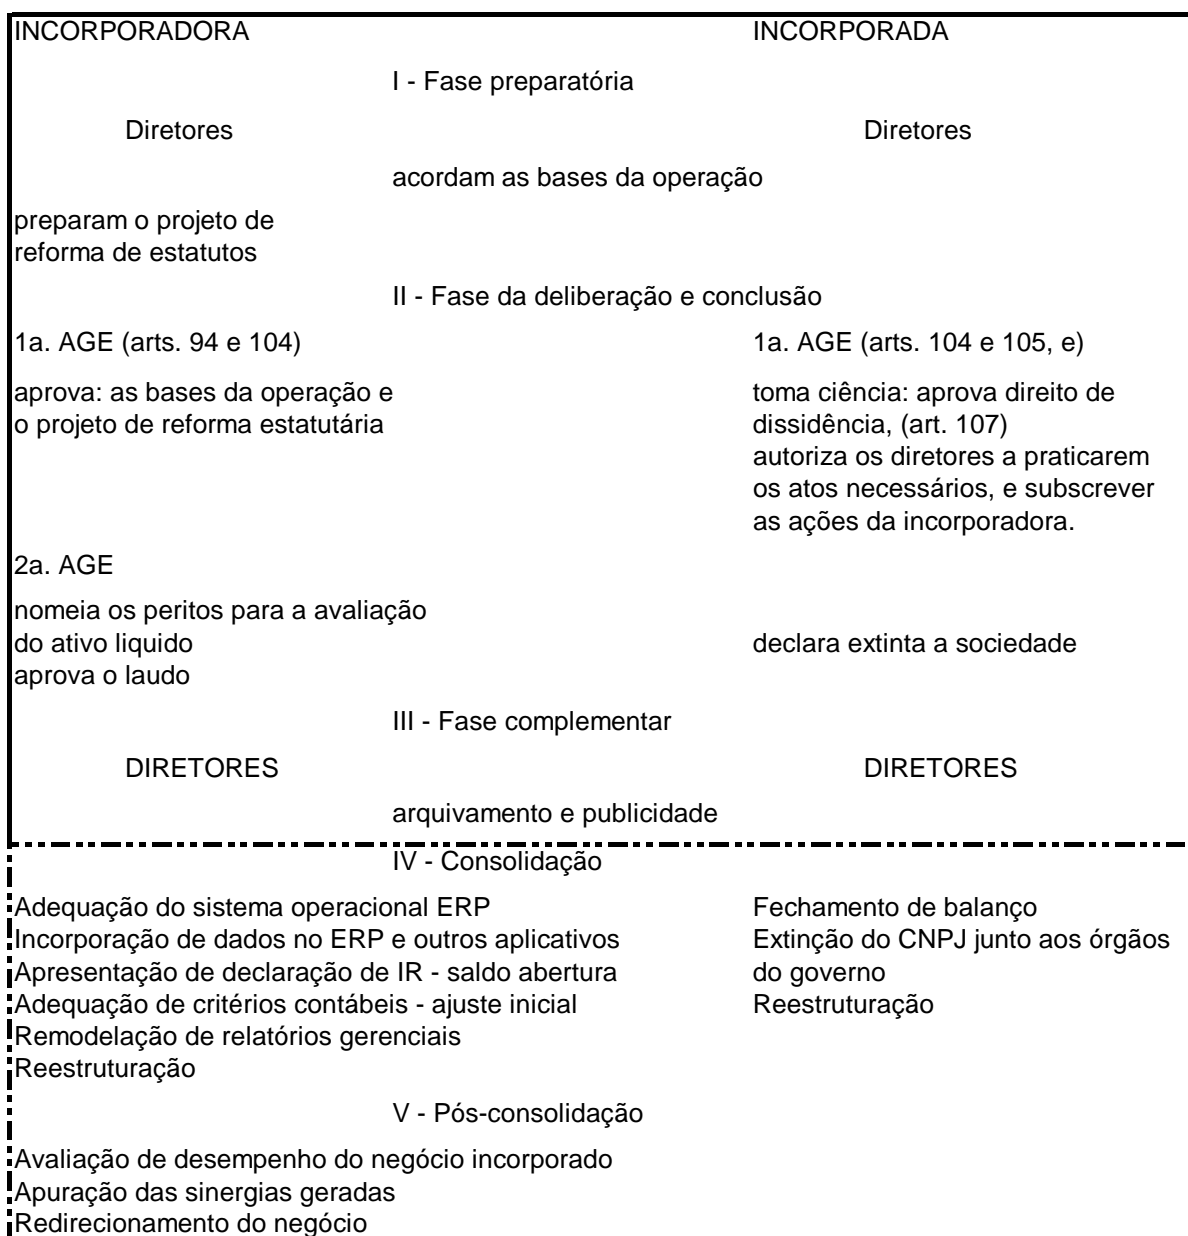 INCORPORADORA
INCORPORADA
I - Fase preparatória
Diretores
Diretores
acordam as bases da operação
preparam o projeto de
reforma de estatutos
II - Fase da deliberação e conclusão
1a. AGE (arts. 94 e 104)
1a. AGE (arts. 104 e 105, e)
aprova: as bases da operação e
o projeto de reforma estatutária
toma ciência: aprova direito de
dissidência, (art. 107)
autoriza os diretores a praticarem
os atos necessários, e subscrever
as ações da incorporadora.
2a. AGE
nomeia os peritos para a avaliação
do ativo liquido
aprova o laudo
declara extinta a sociedade
III - Fase complementar
DIRETORES
DIRETORES
arquivamento e publicidade
IV - Consolidação
Adequação do sistema operacional ERP
Incorporação de dados no ERP e outros aplicativos
Apresentação de declaração de IR - saldo abertura
Adequação de critérios contábeis - ajuste inicial
Remodelação de relatórios gerenciais
Reestruturação
Fechamento de balanço
Extinção do CNPJ junto aos órgãos
do governo
Reestruturação
V - Pós-consolidação
Avaliação de desempenho do negócio incorporado
Apuração das sinergias geradas
Redirecionamento do negócio